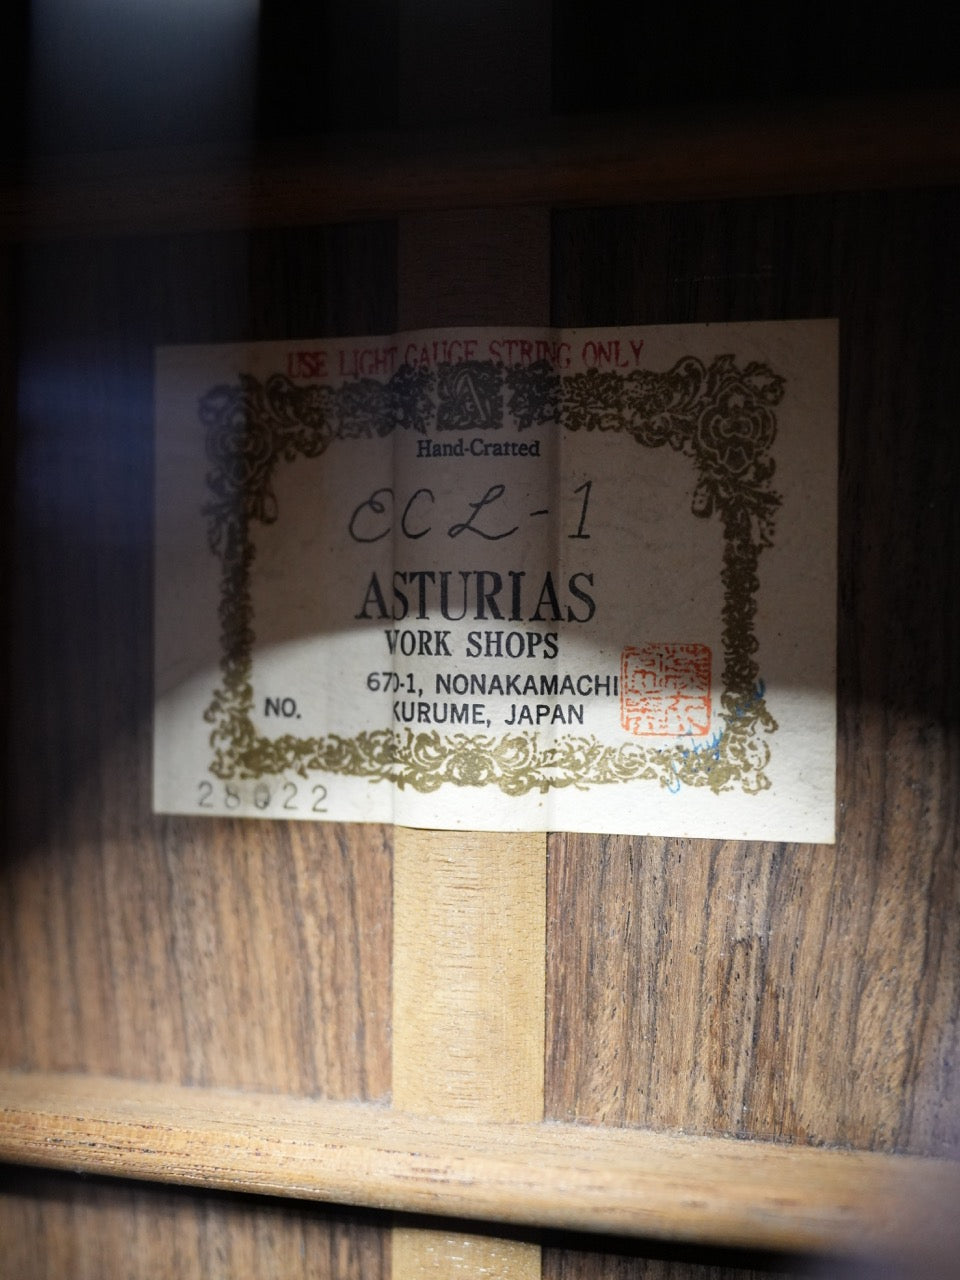 USE LIGHT GAUGE STRING ONLY
A
Hand-Crafted
ECL-1
ASTURIAS
WORK SHOPS
670-1, NONAKAMACHI
KURUME, JAPAN
NO.
28022